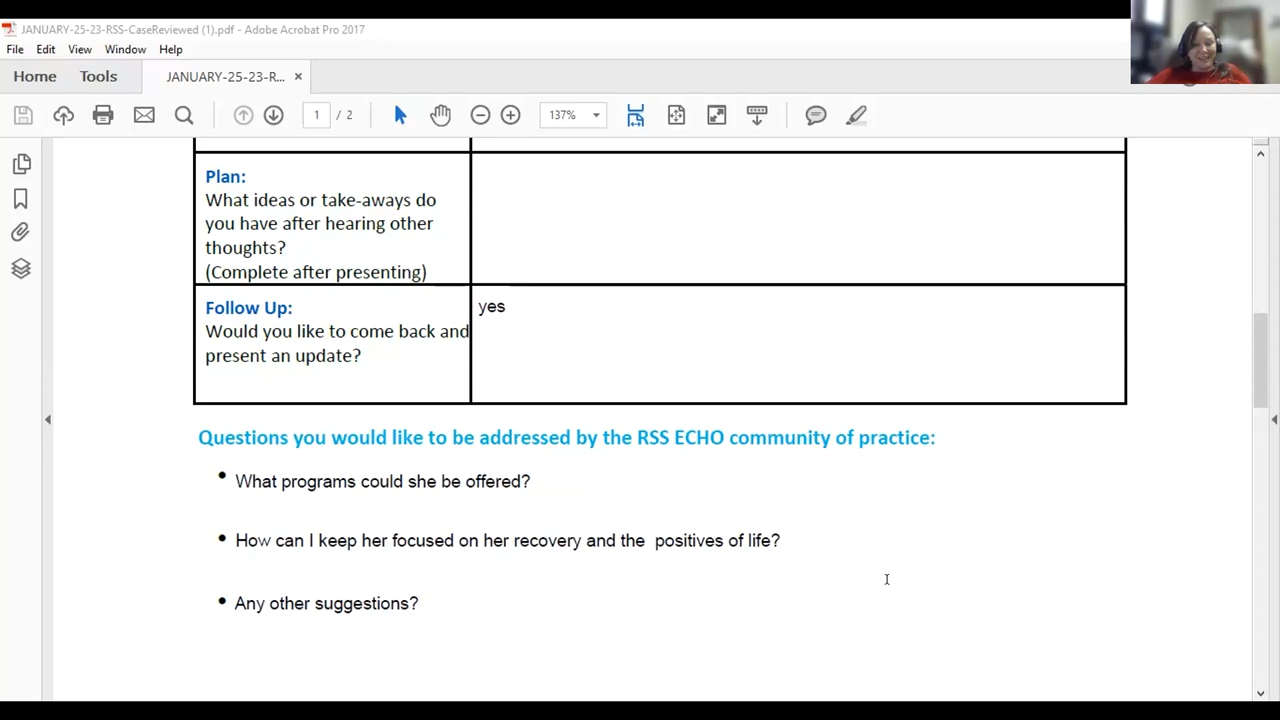 JANUARY-25-23-RSS-CaseReviewed (1).pdf - Adobe Acrobat Pro 2017
File Edit View Window Help
Home Tools JANUARY-25-23-R... ×
1 / 2 137%
Plan:
What ideas or take-aways do
you have after hearing other
thoughts?
(Complete after presenting)
Follow Up: yes
Would you like to come back and
present an update?
Questions you would like to be addressed by the RSS ECHO community of practice:
• What programs could she be offered?
• How can I keep her focused on her recovery and the positives of life?
• Any other suggestions?